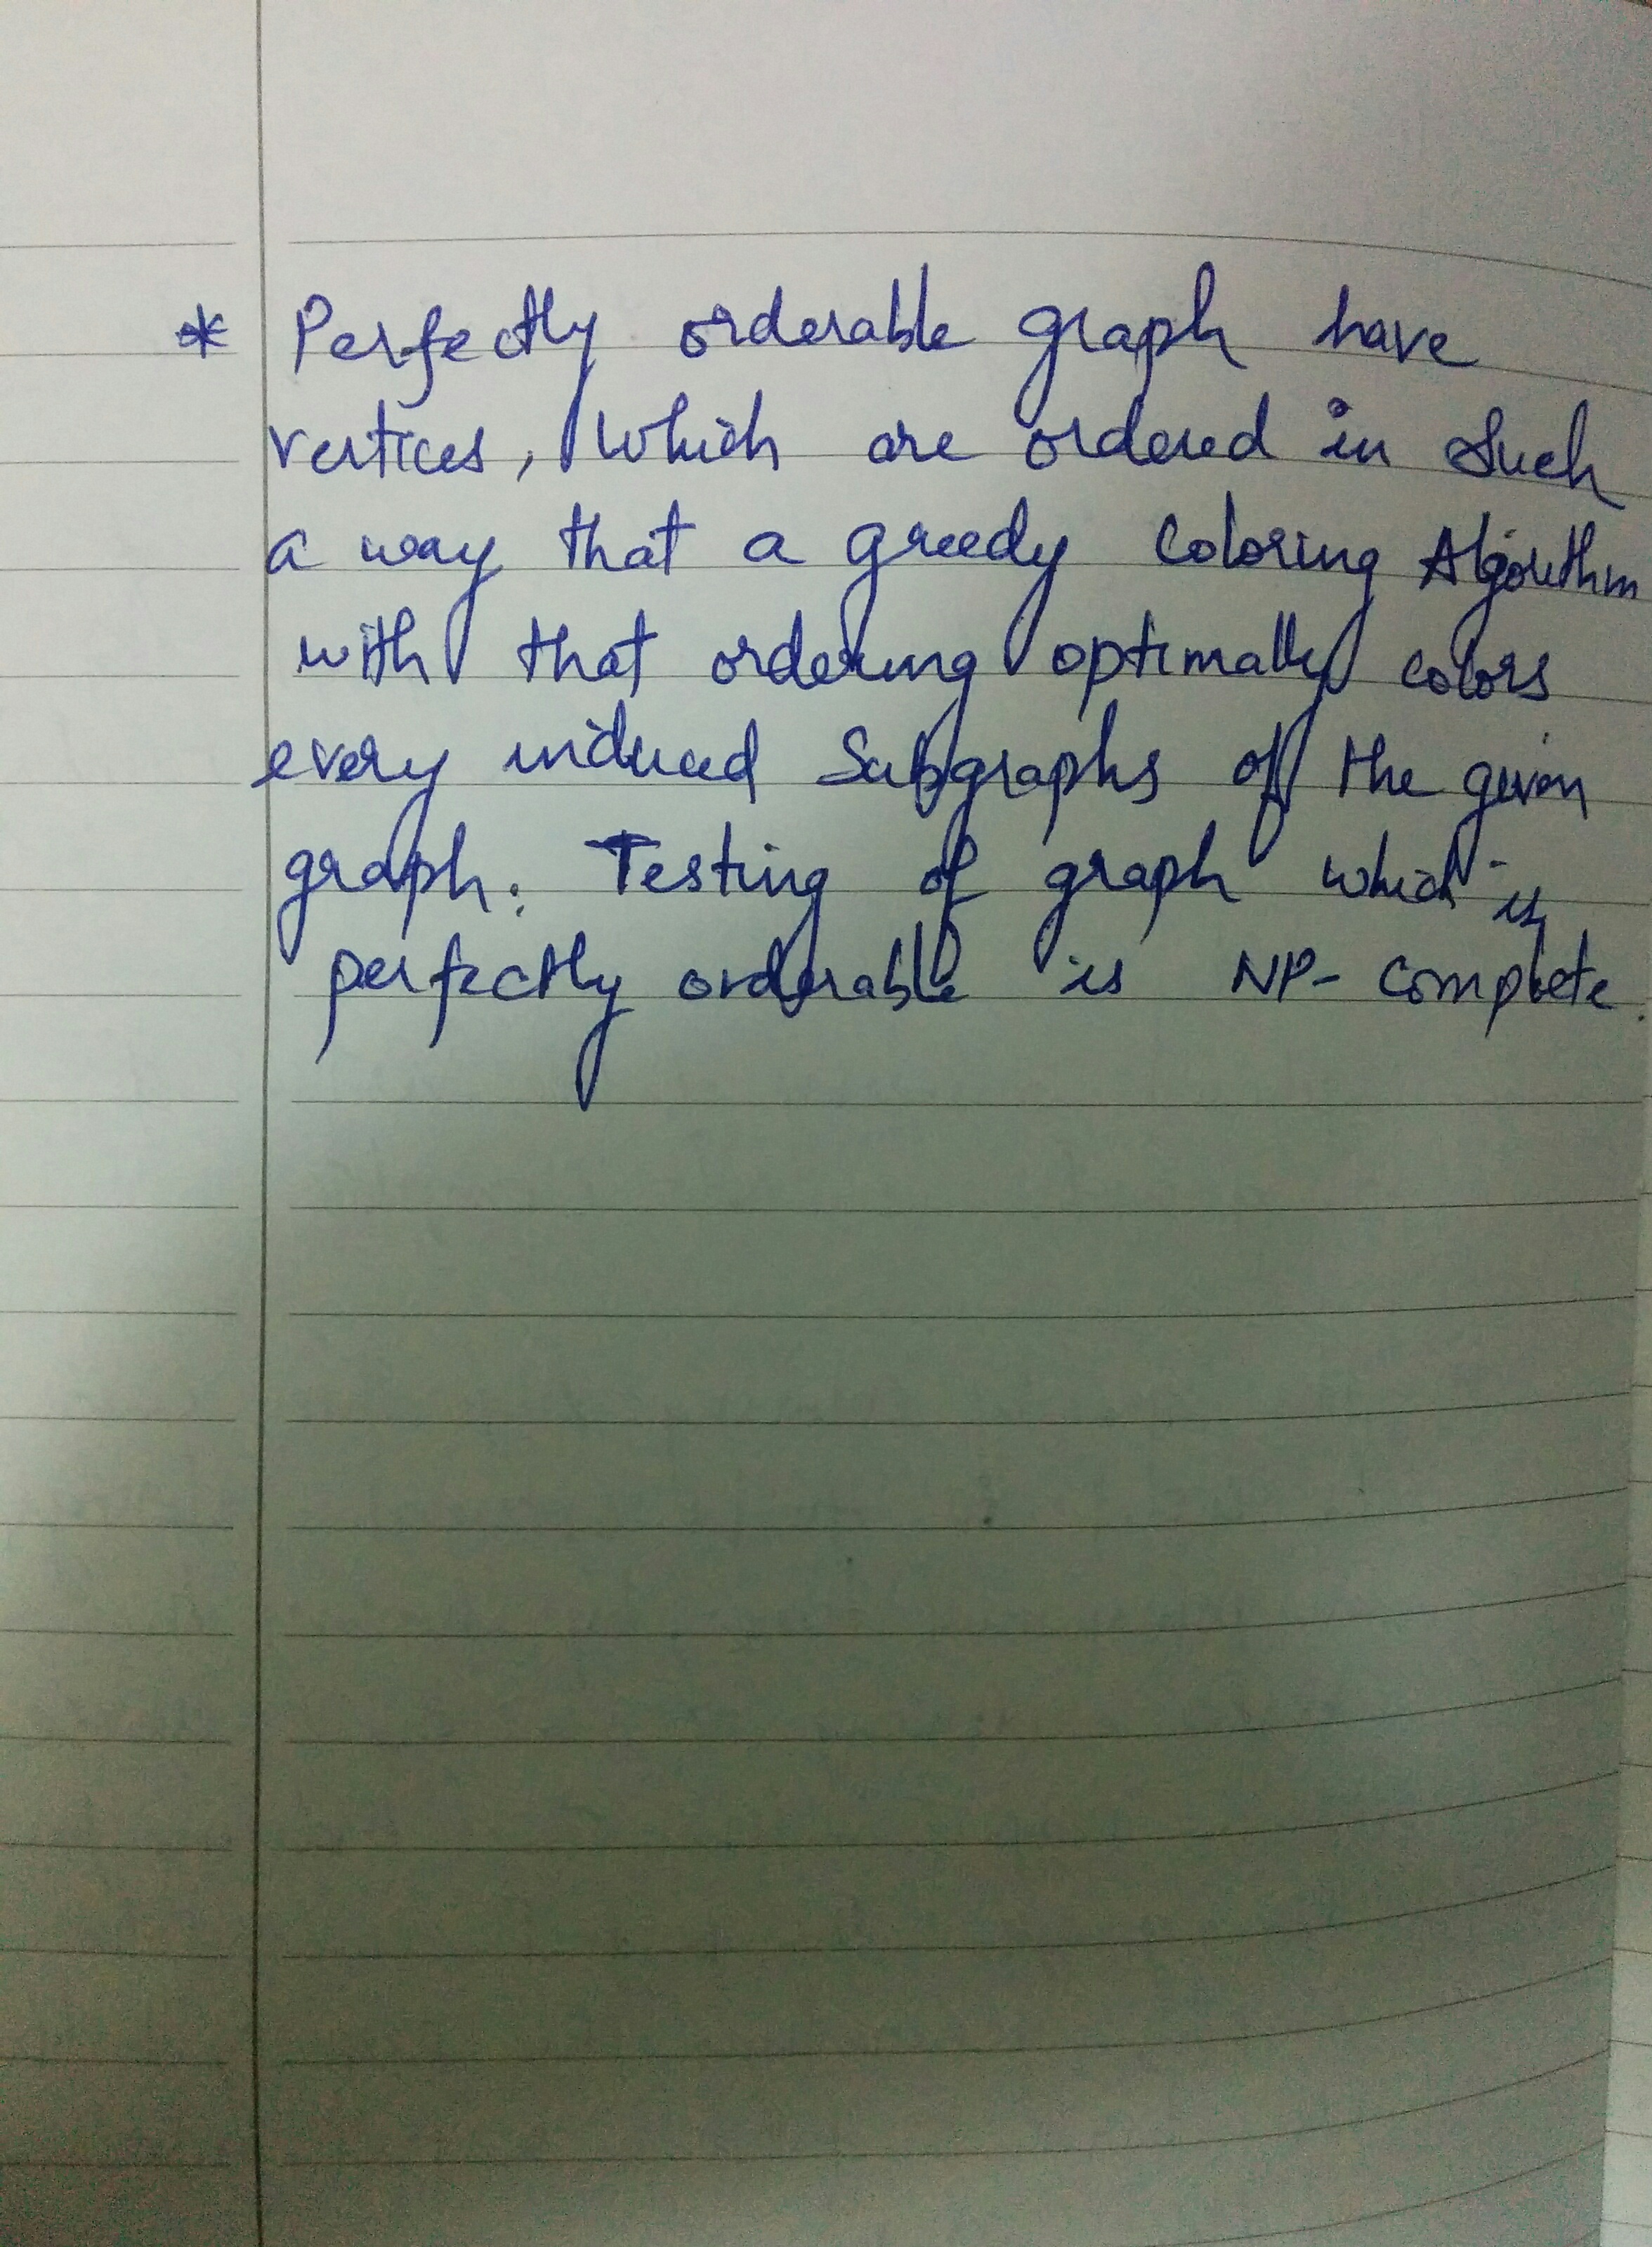 * Perfectly orderable graph have
vertices, which are ordered in such
a way that a greedy coloring Algorithm
with that ordering optimally colors
every induced Subgraphs of the given
graph. Testing of graph which is
perfectly orderable is NP-complete.